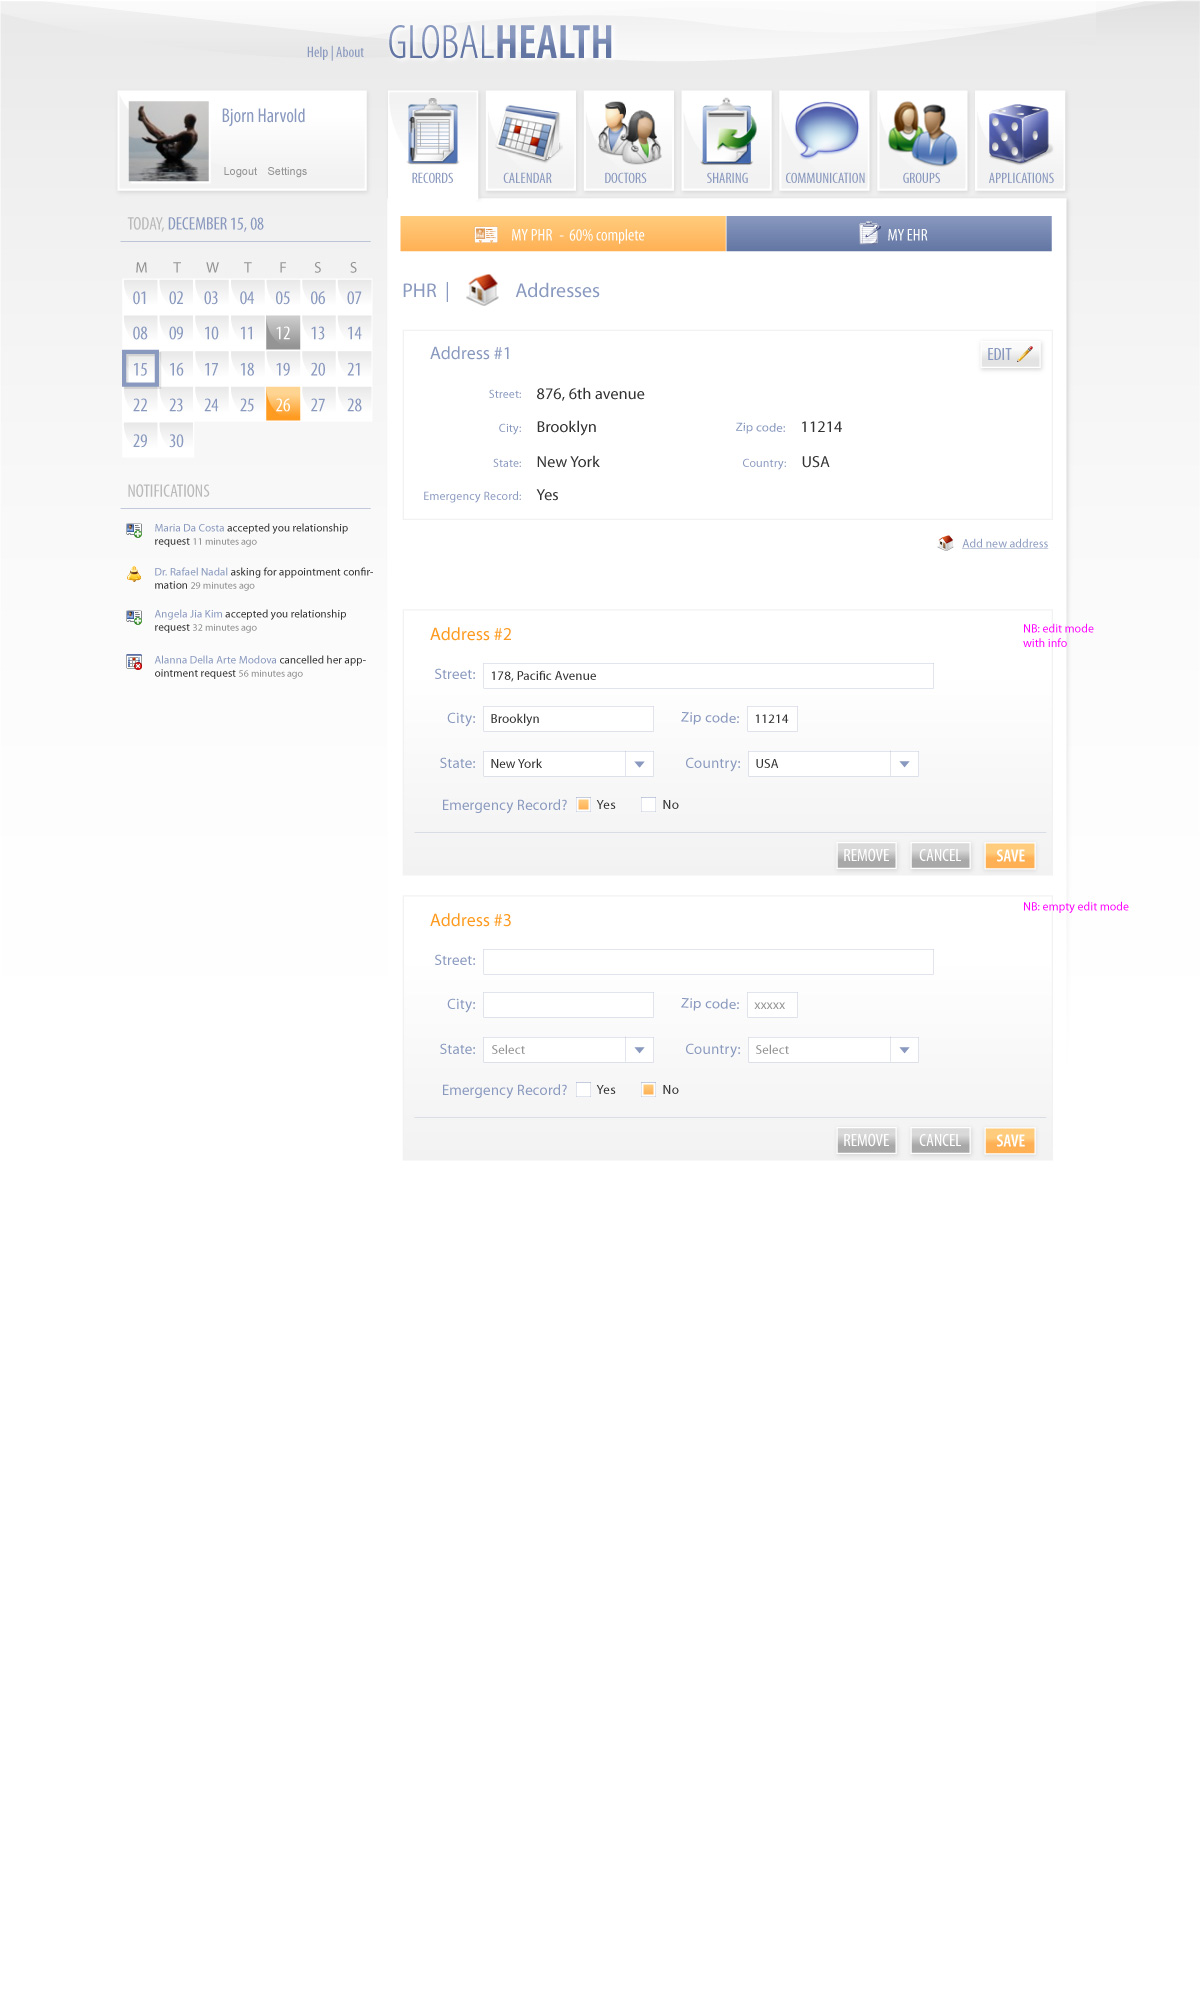 GLOBALHEALTH
Help | About
Bjorn Harvold
Logout Settings
RECORDS CALENDAR DOCTORS SHARING COMMUNICATION GROUPS APPLICATIONS
TODAY, DECEMBER 15, 08
M T W T F S S
01 02 03 04 05 06 07
08 09 10 11 12 13 14
15 16 17 18 19 20 21
22 23 24 25 26 27 28
29 30
NOTIFICATIONS
Maria Da Costa accepted you relationship
request 11 minutes ago
Dr. Rafael Nadal asking for appointment confir-
mation 29 minutes ago
Angela Jia Kim accepted you relationship
request 32 minutes ago
Alanna Della Arte Modova cancelled her app-
ointment request 56 minutes ago
MY PHR - 60% complete
MY EHR
PHR | Addresses
Address #1
EDIT
Street: 876, 6th avenue
City: Brooklyn Zip code: 11214
State: New York Country: USA
Emergency Record: Yes
Add new address
Address #2
NB: edit mode
with info
Street: 178, Pacific Avenue
City: Brooklyn Zip code: 11214
State: New York Country: USA
Emergency Record? Yes No
REMOVE CANCEL SAVE
NB: empty edit mode
Address #3
Street:
City: Zip code: xxxxx
State: Select Country: Select
Emergency Record? Yes No
REMOVE CANCEL SAVE